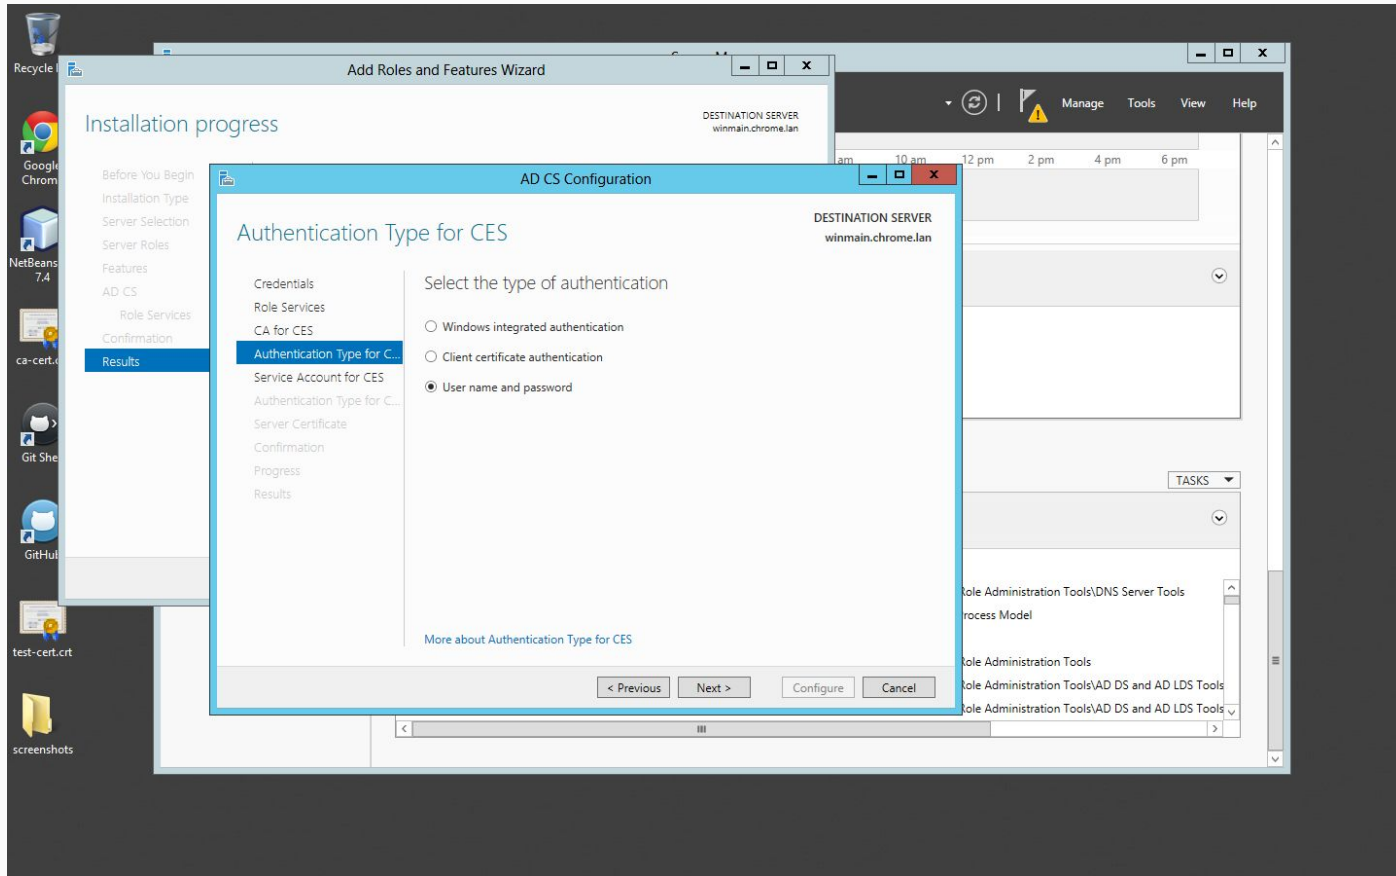 Recycle
Google
Chrom
NetBeans
7.4
ca-cert.c
Git She
GitHub
test-cert.crt
screenshots
Manage
Tools
View
Help
am
10 am
12 pm
2 pm
4 pm
6 pm
TASKS
Role Administration Tools\DNS Server Tools
rocess Model
Role Administration Tools
Role Administration Tools\AD DS and AD LDS Tools
Role Administration Tools\AD DS and AD LDS Tools
Add Roles and Features Wizard
Installation progress
DESTINATION SERVER
winmain.chrome.lan
Before You Begin
Installation Type
Server Selection
Server Roles
Features
AD CS
Role Services
Confirmation
Results
AD CS Configuration
Authentication Type for CES
DESTINATION SERVER
winmain.chrome.lan
Credentials
Role Services
CA for CES
Authentication Type for C...
Service Account for CES
Authentication Type for C...
Server Certificate
Confirmation
Progress
Results
Select the type of authentication
Windows integrated authentication
Client certificate authentication
User name and password
More about Authentication Type for CES
< Previous
Next >
Configure
Cancel